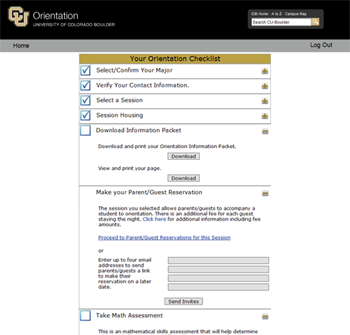 CU Home · A to Z · Campus Map
CU
Orientation
UNIVERSITY OF COLORADO BOULDER
Search CU-Boulder
Home
Log Out
Your Orientation Checklist
Select/Confirm Your Major
Verify Your Contact Information.
Select a Session
Session Housing
Download Information Packet
Download and print your Orientation Information Packet.
Download
View and print your page.
Download
Make your Parent/Guest Reservation
The session you selected allows parents/guests to accompany a
student to orientation. There is an additional fee for each guest
staying the night. Click here for additional information including fee
amounts.
Proceed to Parent/Guest Reservations for this Session
or
Enter up to four email
addresses to send
parents/guests a link
to make their
reservation on a later
date.
Send Invites
Take Math Assessment
This is an mathematical skills assessment that will help determine